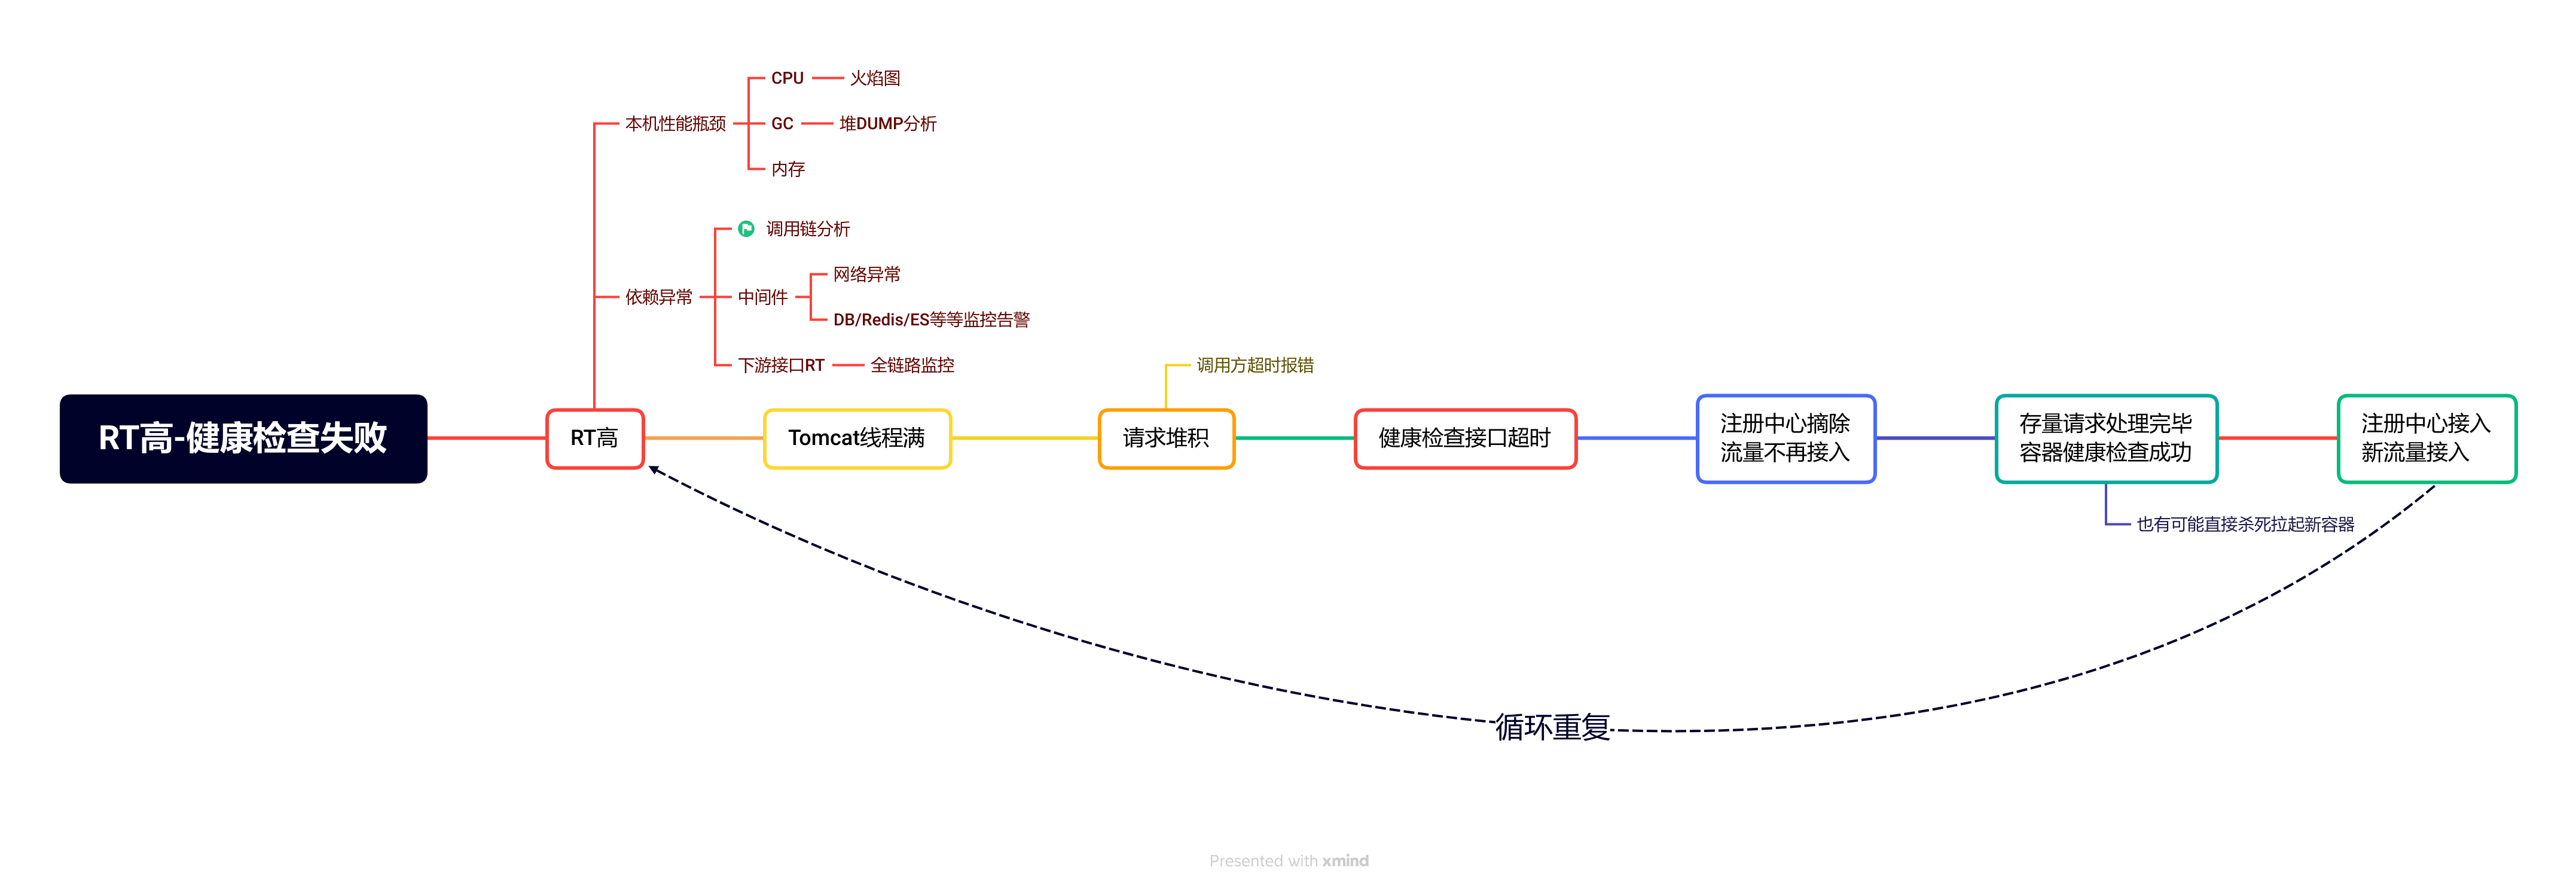 CPU
火焰图
本机性能瓶颈
GC
堆DUMP分析
内存
调用链分析
网络异常
依赖异常
中间件
DB/Redis/ES等等监控告警
下游接口RT
全链路监控
调用方超时报错
RT高-健康检查失败
RT高
Tomcat线程满
请求堆积
健康检查接口超时
注册中心摘除
流量不再接入
存量请求处理完毕
容器健康检查成功
注册中心接入
新流量接入
也有可能直接杀死拉起新容器
循环重复
Presented with xmind